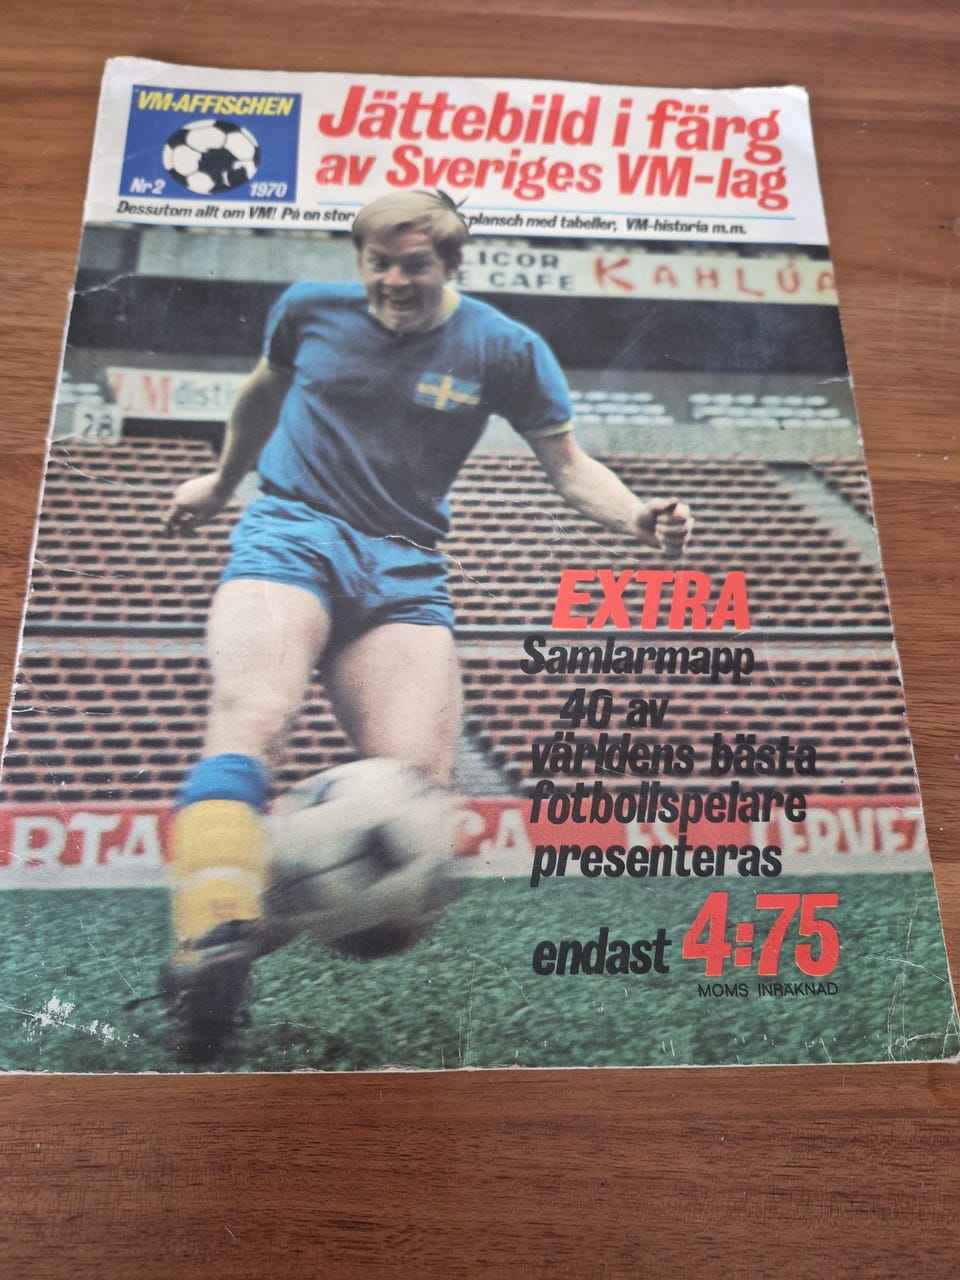 VM-AFFISCHEN
Nr 2
1970
Jättebild i färg
av Sveriges VM-lag
Dessutom allt om VM! På en stor plansch med tabeller, VM-historia m.m.
LICOR
CAFE
KAHLÚA
28
EXTRA
Samlarmapp
40 av
världens bästa
fotbollspelare
presenteras
endast 4:75
MOMS INRÄKNAD